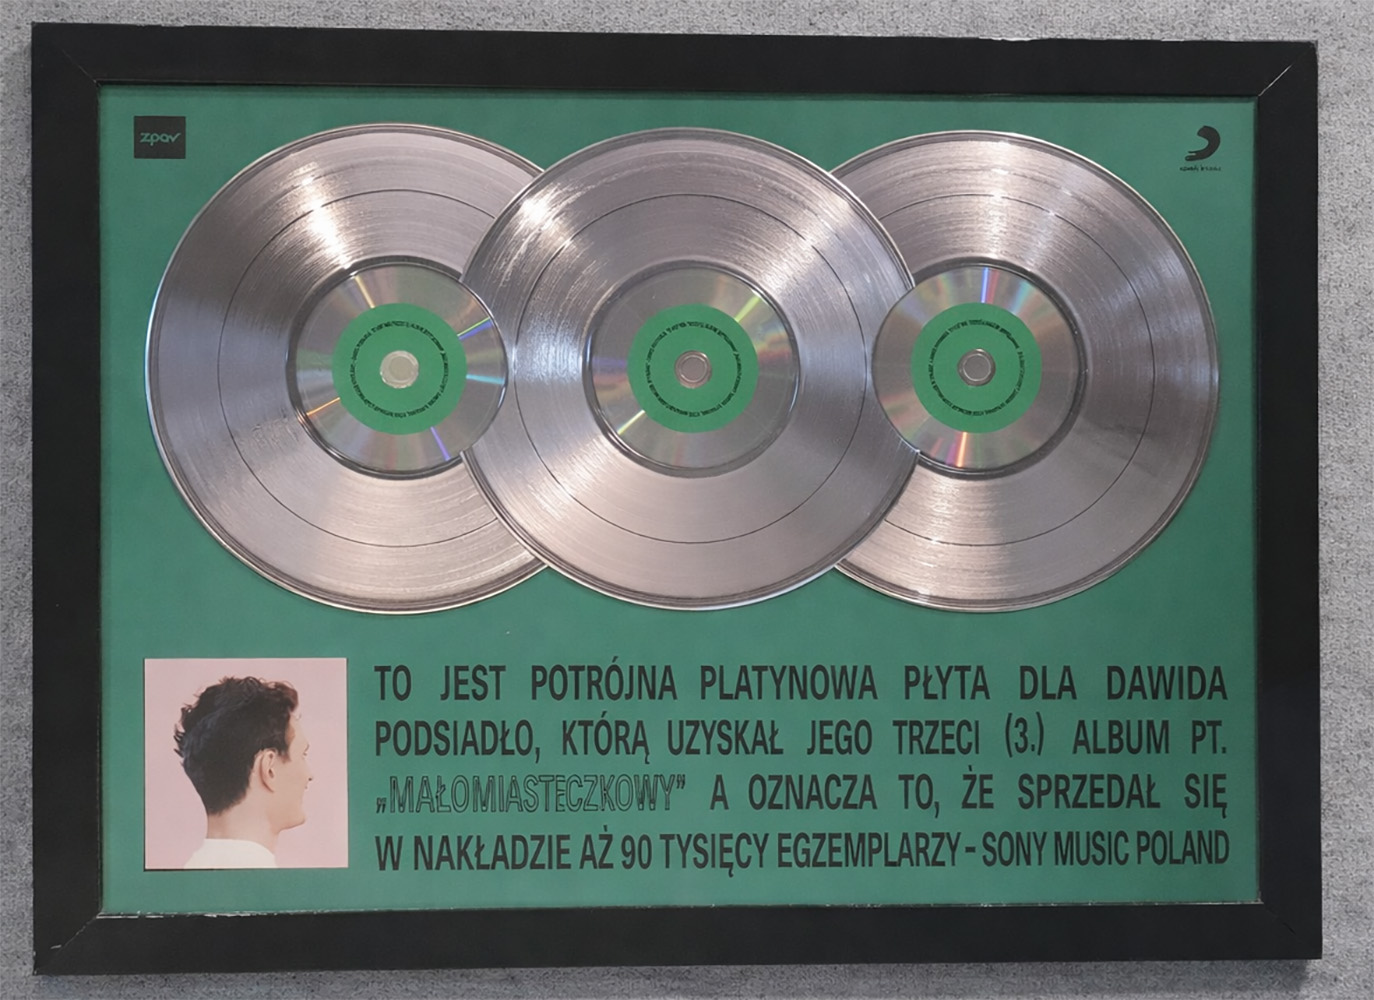 zpav
TO JEST POTRÓJNA PLATYNOWA PŁYTA DLA DAWIDA
PODSIADŁO, KTÓRĄ UZYSKAŁ JEGO TRZECI (3.) ALBUM PT.
„MAŁOMIASTECZKOWY” A OZNACZA TO, ŻE SPRZEDAŁ SIĘ
W NAKŁADZIE AŻ 90 TYSIĘCY EGZEMPLARZY – SONY MUSIC POLAND